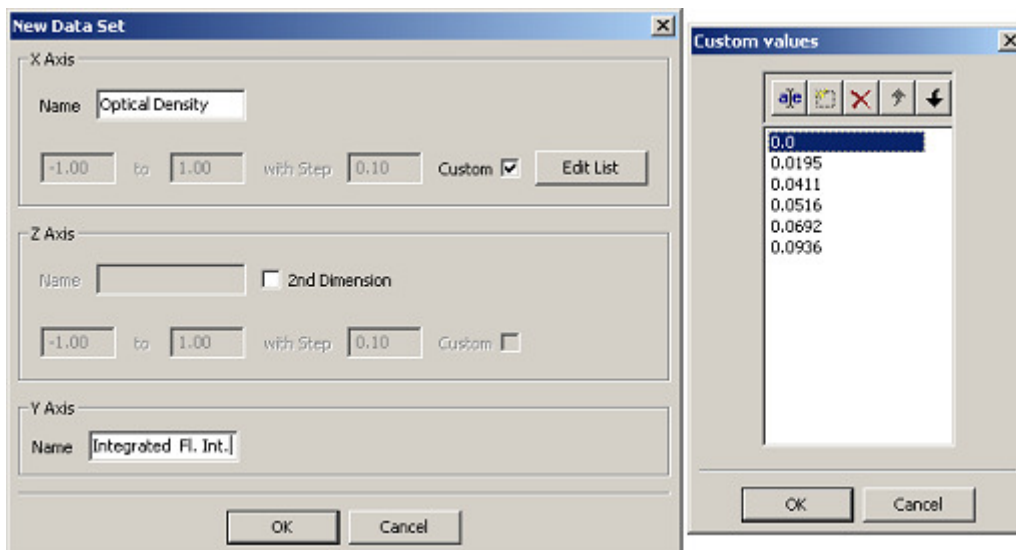 New Data Set
X Axis
Name Optical Density
-1.00 to 1.00 with Step 0.10 Custom Edit List
Z Axis
Name 2nd Dimension
-1.00 to 1.00 with Step 0.10 Custom
Y Axis
Name Integrated Fl. Int.
OK Cancel
Custom values
a e
0.0
0.0195
0.0411
0.0516
0.0692
0.0936
OK Cancel